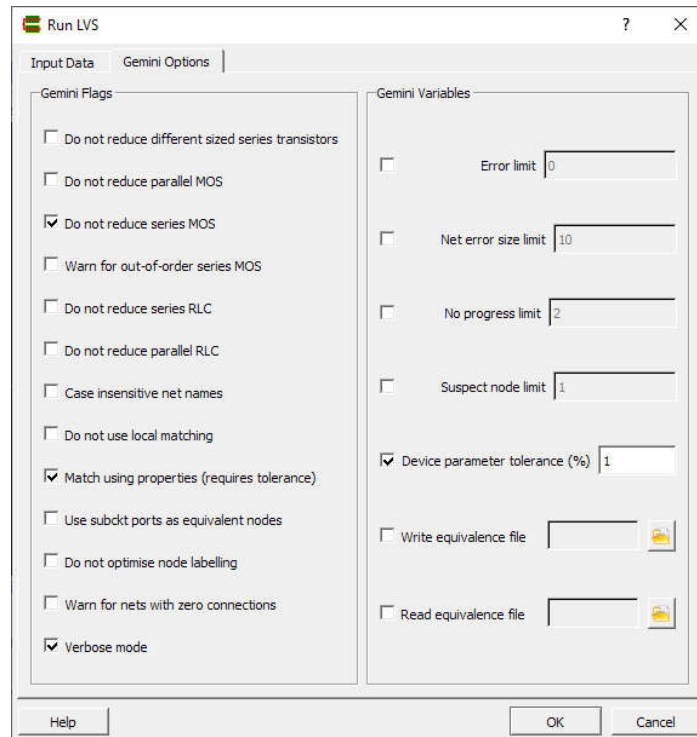 Run LVS
?
Input Data
Gemini Options
Gemini Flags
Do not reduce different sized series transistors
Do not reduce parallel MOS
Do not reduce series MOS
Warn for out-of-order series MOS
Do not reduce series RLC
Do not reduce parallel RLC
Case insensitive net names
Do not use local matching
Match using properties (requires tolerance)
Use subckt ports as equivalent nodes
Do not optimise node labelling
Warn for nets with zero connections
Verbose mode
Gemini Variables
Error limit 0
Net error size limit 10
No progress limit 2
Suspect node limit 1
Device parameter tolerance (%) 1
Write equivalence file
Read equivalence file
Help
OK
Cancel